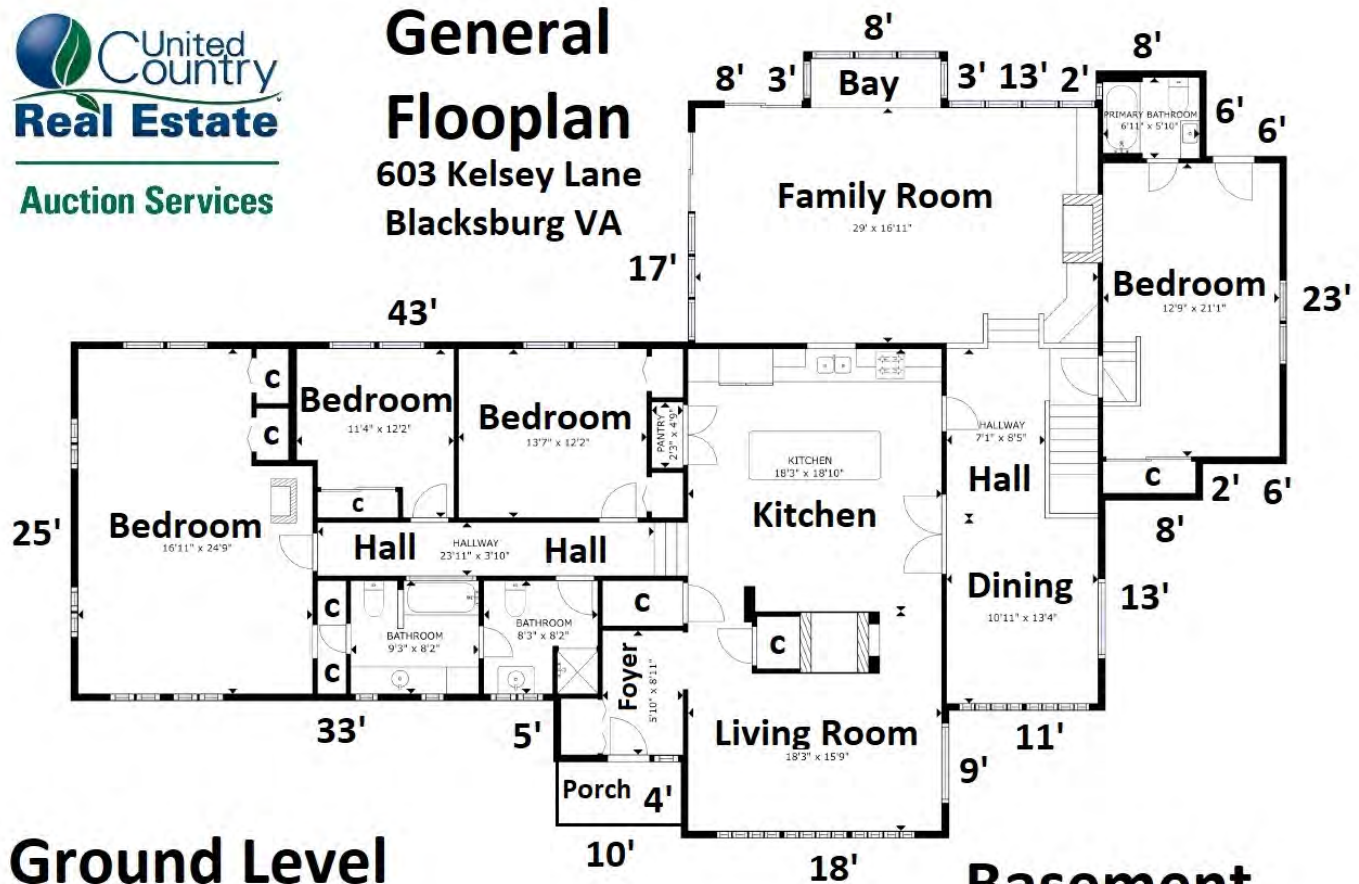 United
Country
Real Estate
Auction Services
General
Flooplan
603 Kelsey Lane
Blacksburg VA
8'
8'
8'
3'
Bay
3'
13'
2'
PRIMARY BATHROOM
6'11" x 5'10"
6'
6'
Family Room
29' x 16'11"
17'
Bedroom
12'9" x 21'1"
23'
43'
c
c
Bedroom
11'4" x 12'2"
c
Bedroom
13'7" x 12'2"
PANTRY
2'3" x 4'9"
KITCHEN
18'3" x 18'10"
Kitchen
HALLWAY
7'1" x 8'5"
Hall
c
2'
6'
8'
25'
Bedroom
16'11" x 24'9"
Hall
HALLWAY
23'11" x 3'10"
Hall
Dining
10'11" x 13'4"
13'
c
c
BATHROOM
9'3" x 8'2"
BATHROOM
8'3" x 8'2"
c
c
Foyer
5'10" x 8'11"
Living Room
18'3" x 15'9"
33'
5'
11'
9'
Porch
4'
10'
18'
Ground Level
Basement